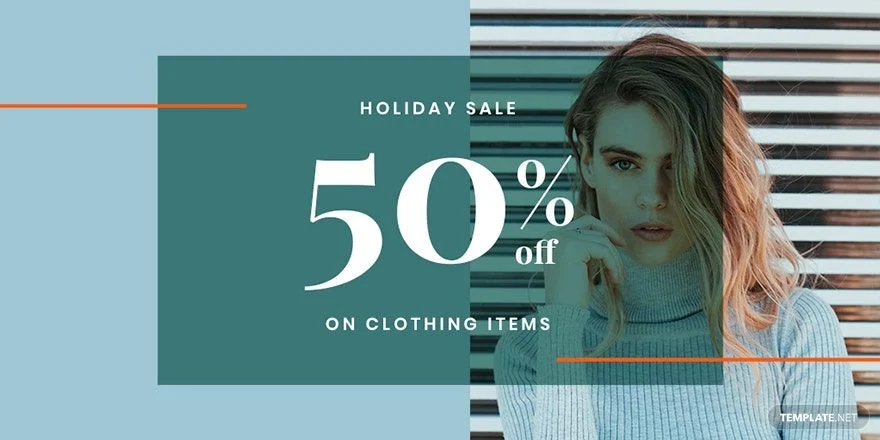 HOLIDAY SALE
50%
off
ON CLOTHING ITEMS
TEMPLATE.NET